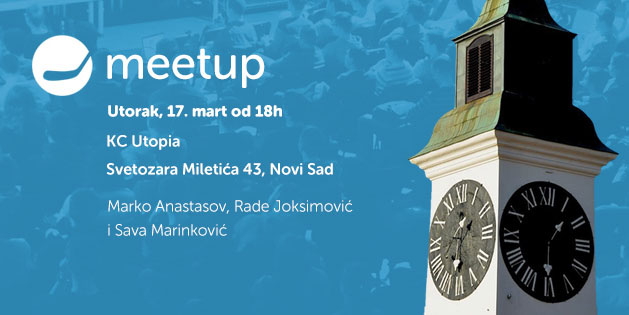 meetup
Utorak, 17. mart od 18h
KC Utopia
Svetozara Miletića 43, Novi Sad
Marko Anastasov, Rade Joksimović
i Sava Marinković